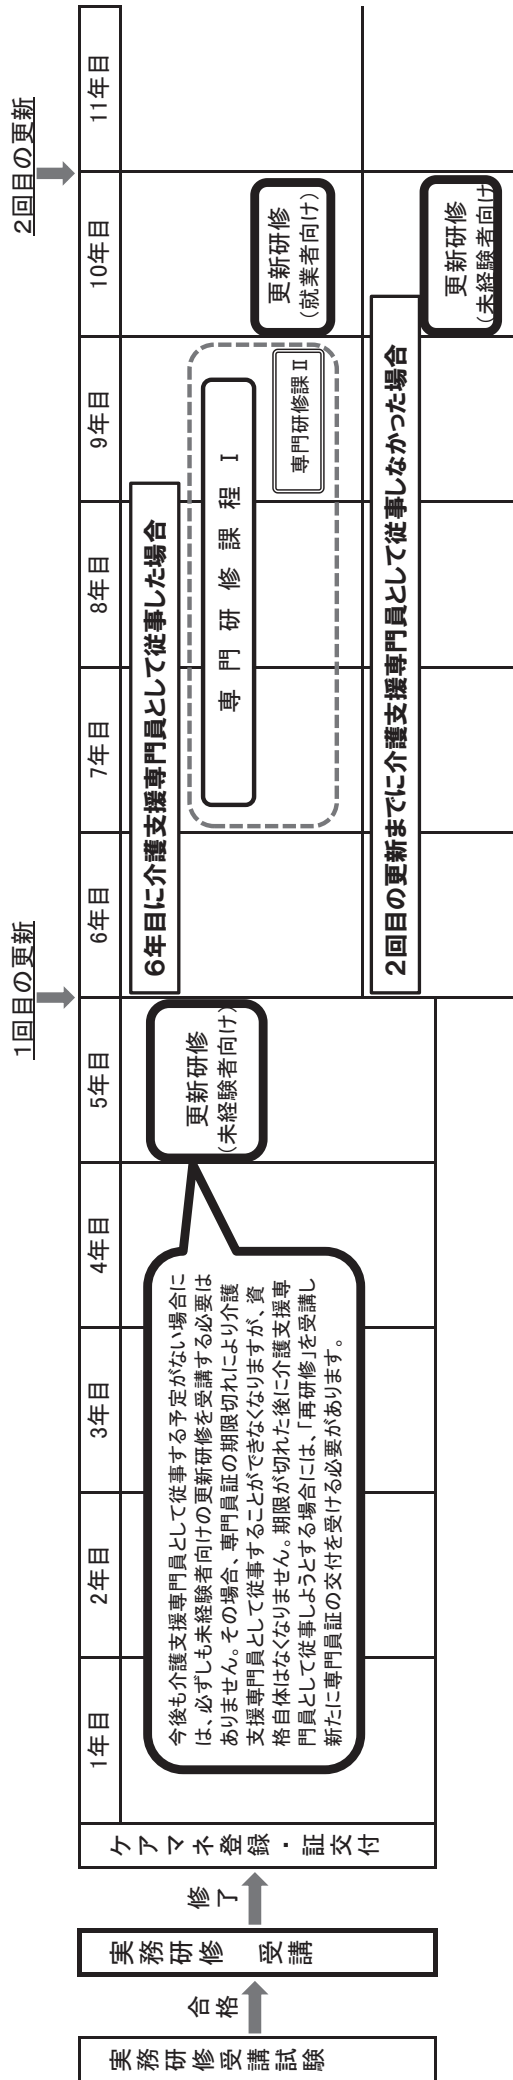 1回目の更新
2回目の更新
1年目
2年目
3年目
4年目
5年目
6年目
7年目
8年目
9年目
10年目
11年目
実務研修受講試験
合格
実務研修 受講
修了
ケアマネ登録・証交付
今後も介護支援専門員として従事する予定がない場合に
は、必ずしも未経験者向けの更新研修を受講する必要は
ありません。その場合、専門員証の期限切れにより介護
支援専門員として従事することができなくなりますが、資
格自体はなくなりません。期限が切れた後に介護支援専
門員として従事しようとする場合には、「再研修」を受講し
新たに専門員証の交付を受ける必要があります。
更新研修
(未経験者向け)
6年目に介護支援専門員として従事した場合
専門研修課程 Ⅰ
専門研修課Ⅱ
更新研修
(就業者向け)
2回目の更新までに介護支援専門員として従事しなかった場合
更新研修
(未経験者向け